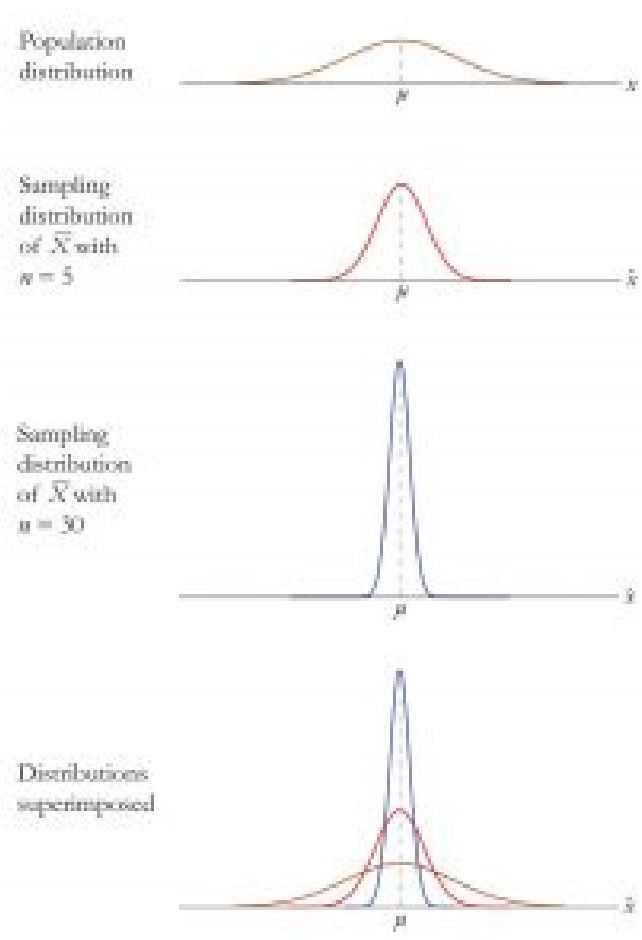 Population
distribution
x
μ
Sampling
distribution
of X̄ with
n = 5
x̄
μ
Sampling
distribution
of X̄ with
n = 30
x̄
μ
Distributions
superimposed
x̄
μ